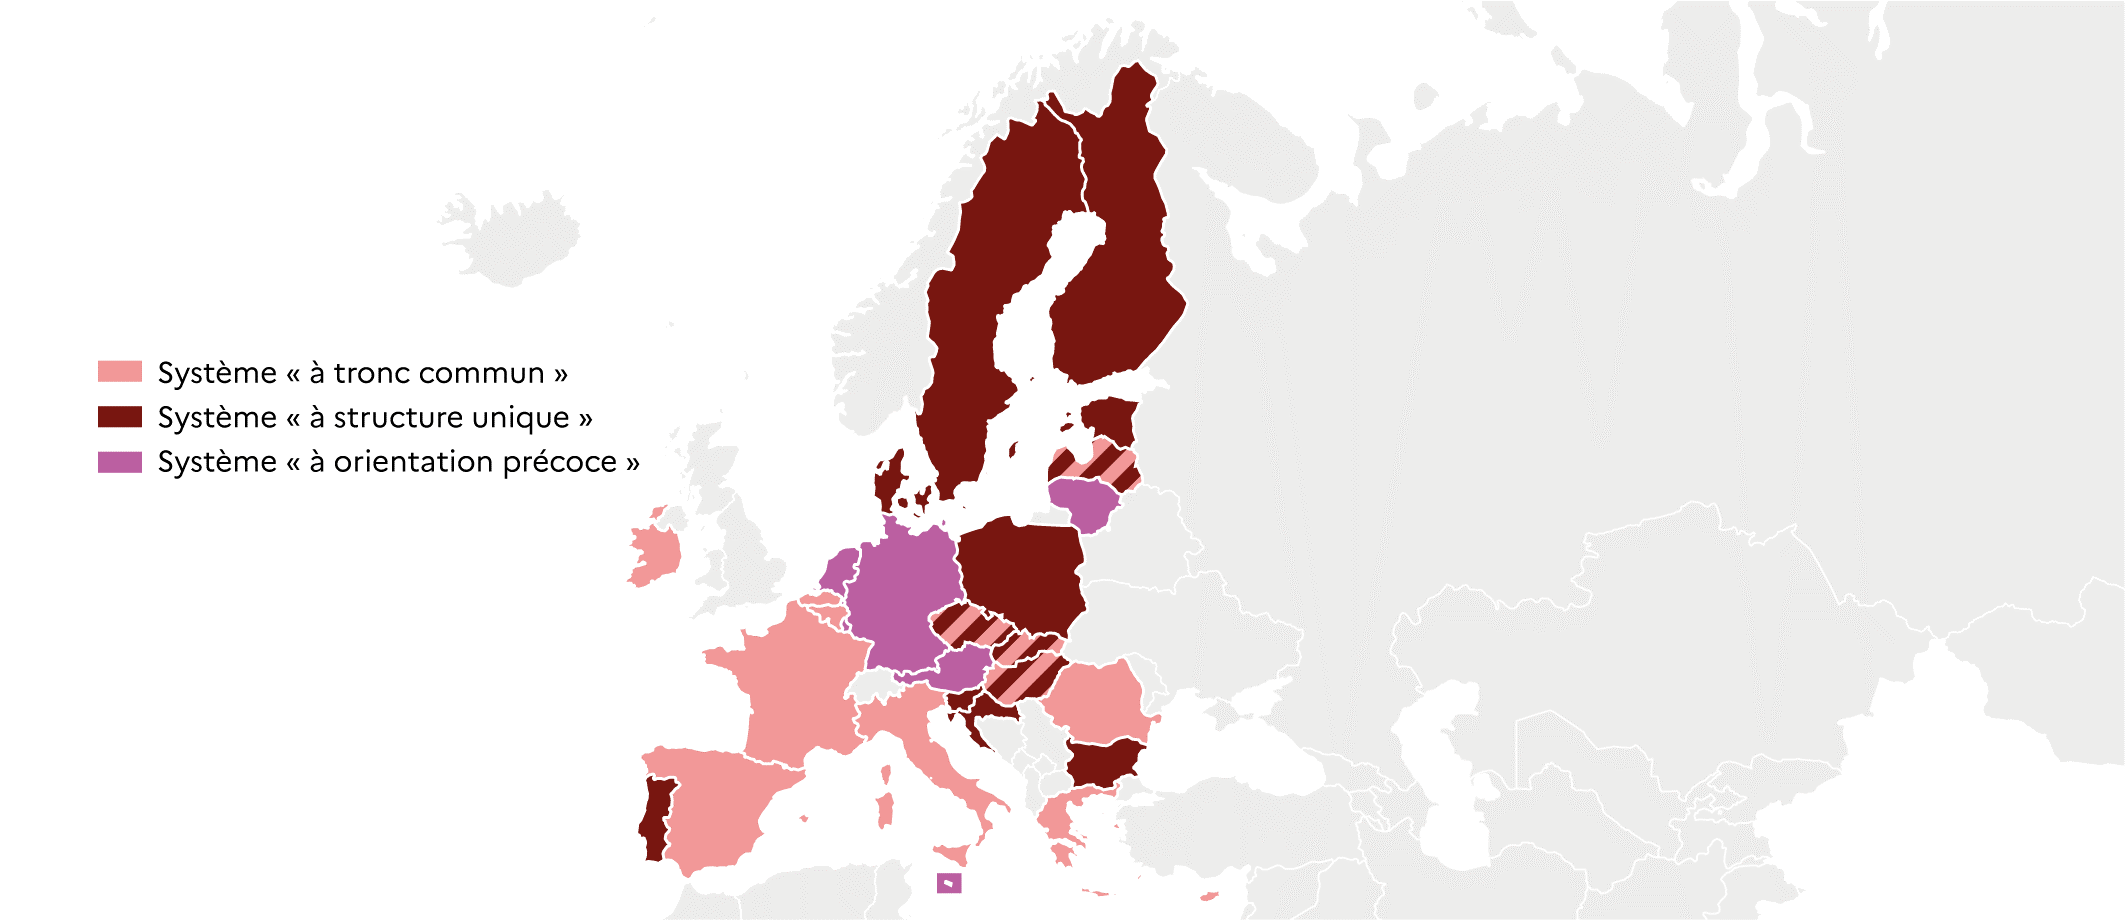 Système « à tronc commun »
Système « à structure unique »
Système « à orientation précoce »